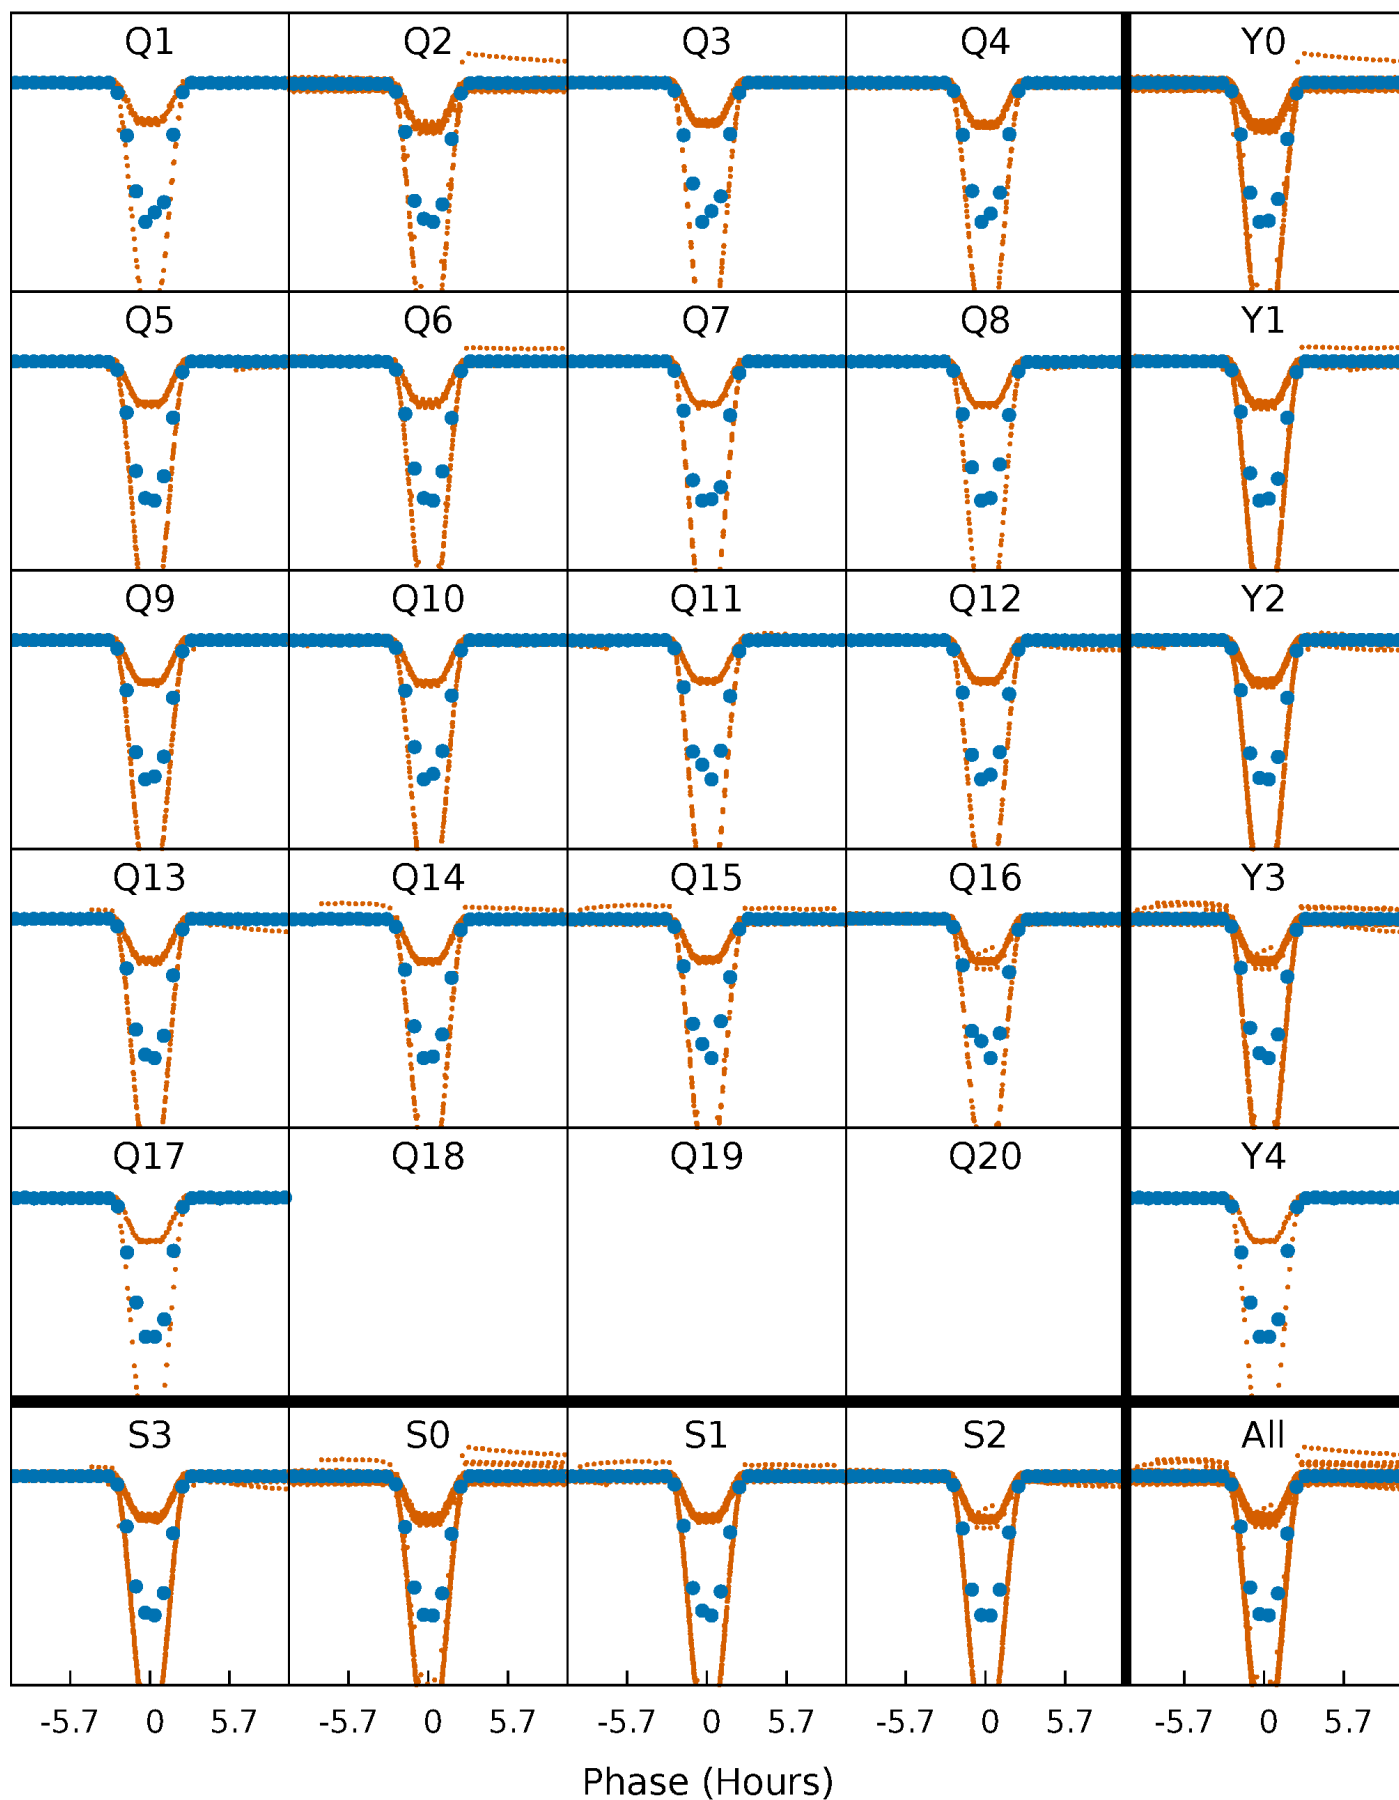 Q1 Q2 Q3 Q4 Y0
Q5 Q6 Q7 Q8 Y1
Q9 Q10 Q11 Q12 Y2
Q13 Q14 Q15 Q16 Y3
Q17 Q18 Q19 Q20 Y4
S3 S0 S1 S2 All
-5.7 0 5.7 -5.7 0 5.7 -5.7 0 5.7 -5.7 0 5.7 -5.7 0 5.7
Phase (Hours)